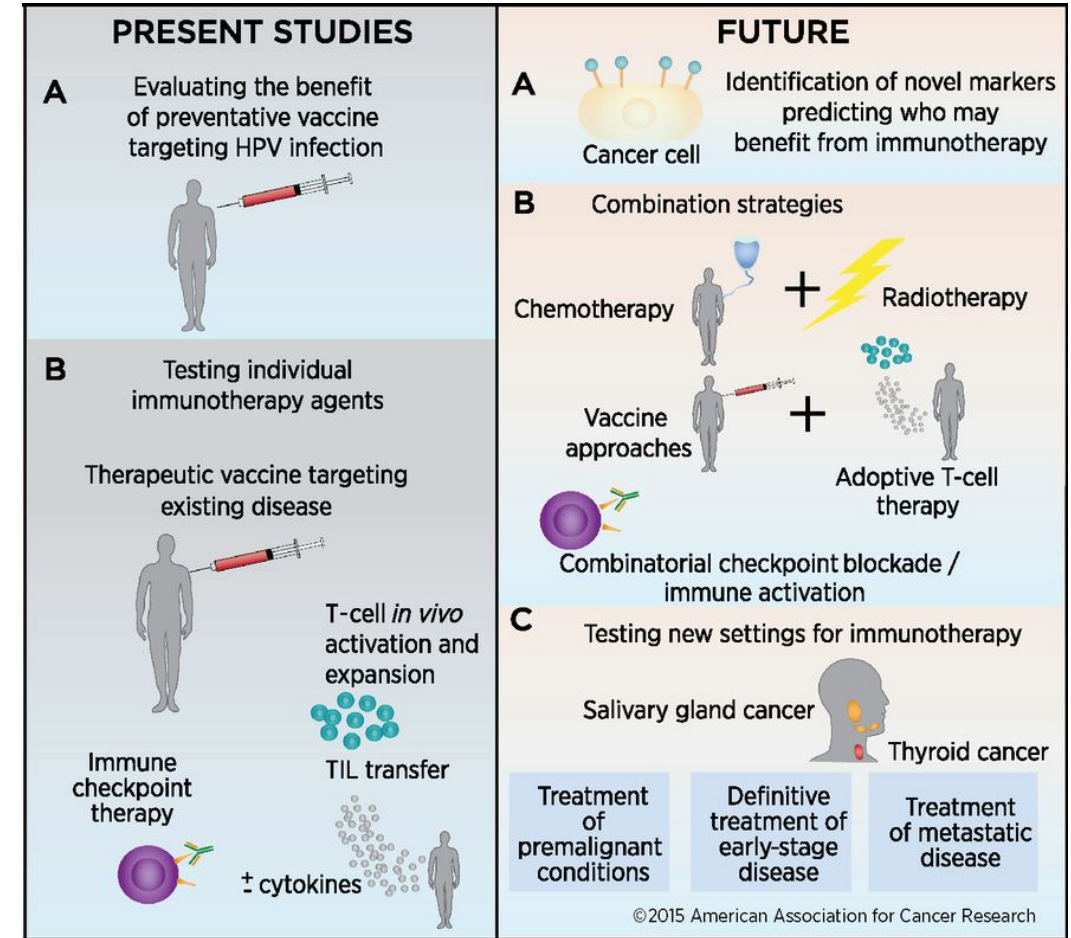 PRESENT STUDIES
A
Evaluating the benefit
of preventative vaccine
targeting HPV infection
B
Testing individual
immunotherapy agents
Therapeutic vaccine targeting
existing disease
T-cell in vivo
activation and
expansion
Immune
checkpoint
therapy
TIL transfer
± cytokines
FUTURE
A
Cancer cell
Identification of novel markers
predicting who may
benefit from immunotherapy
B
Combination strategies
Chemotherapy
+
Radiotherapy
Vaccine
approaches
+
Adoptive T-cell
therapy
Combinatorial checkpoint blockade /
immune activation
C
Testing new settings for immunotherapy
Salivary gland cancer
Thyroid cancer
Treatment
of
premalignant
conditions
Definitive
treatment of
early-stage
disease
Treatment
of metastatic
disease
©2015 American Association for Cancer Research